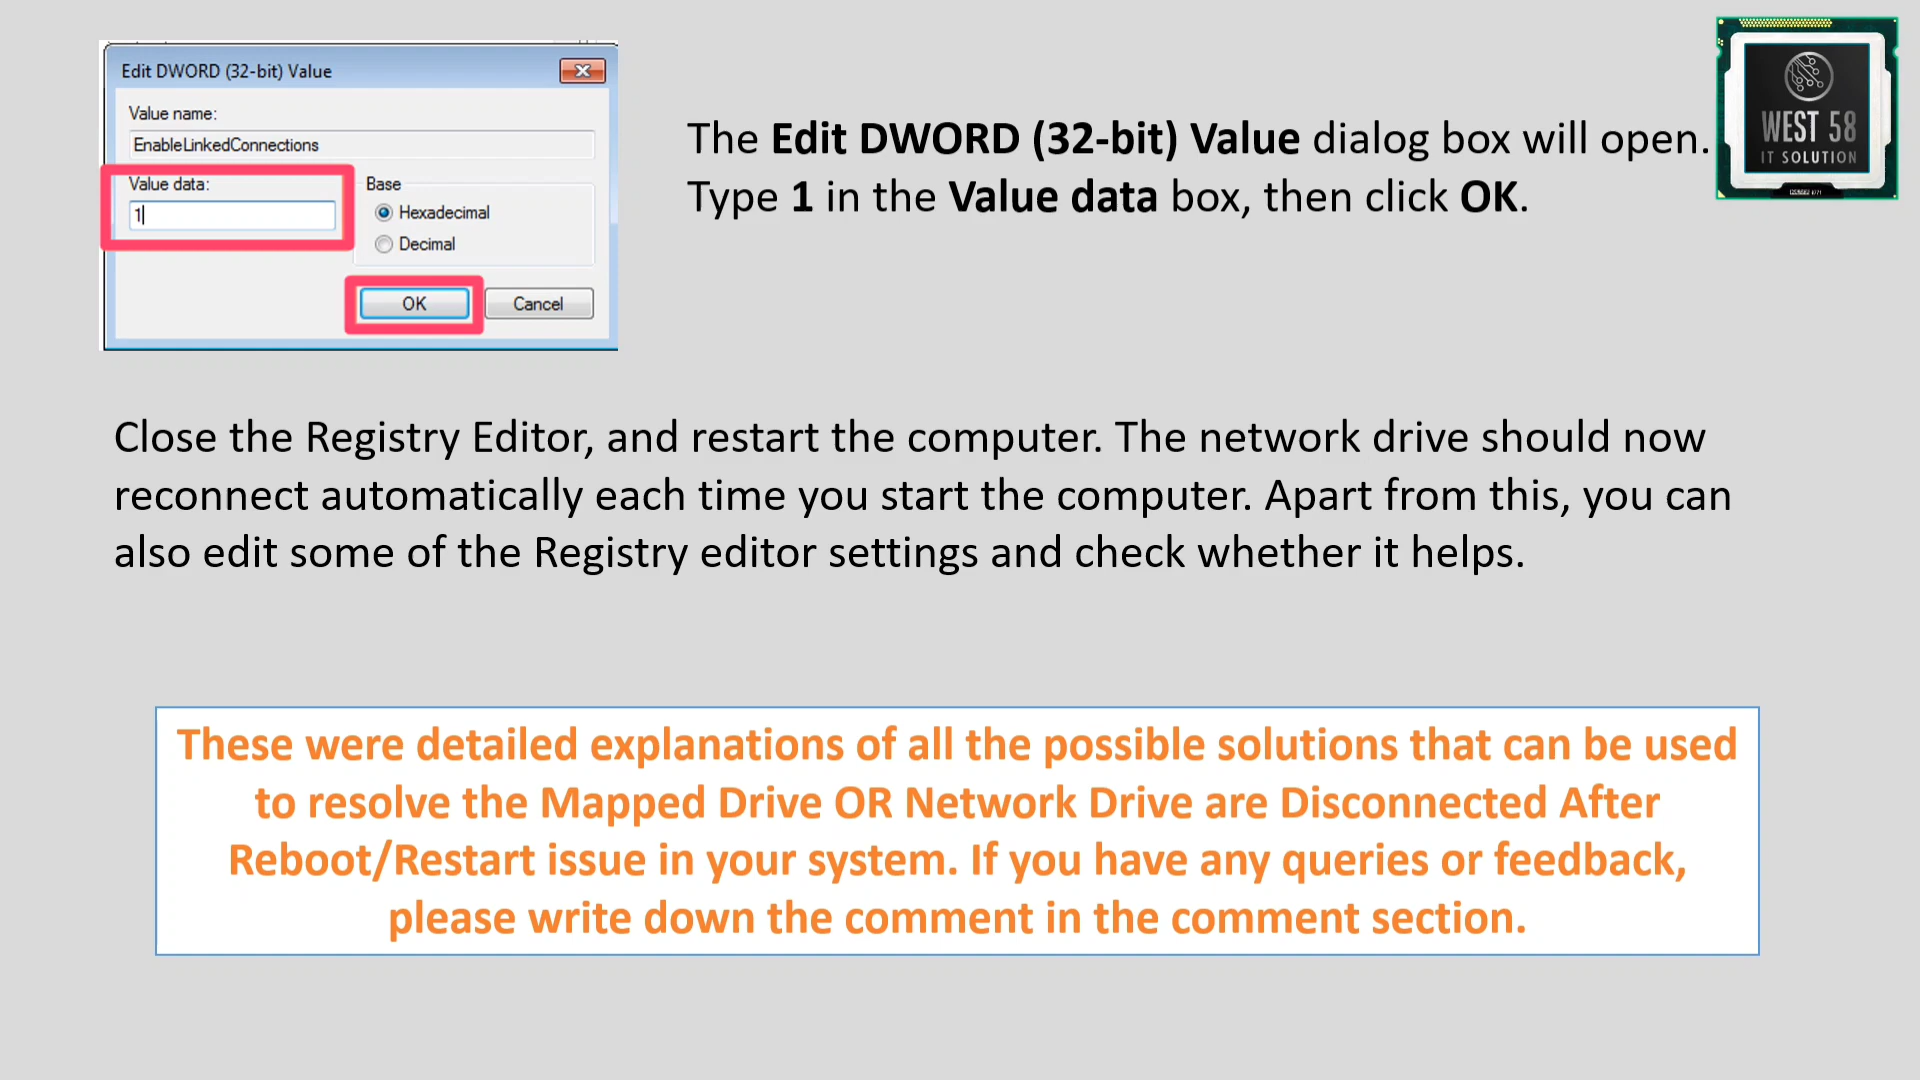 Edit DWORD (32-bit) Value
Value name:
EnableLinkedConnections
Value data:
1
Base
Hexadecimal
Decimal
OK
Cancel
The Edit DWORD (32-bit) Value dialog box will open.
Type 1 in the Value data box, then click OK.
WEST 58
IT SOLUTION
Close the Registry Editor, and restart the computer. The network drive should now
reconnect automatically each time you start the computer. Apart from this, you can
also edit some of the Registry editor settings and check whether it helps.
These were detailed explanations of all the possible solutions that can be used
to resolve the Mapped Drive OR Network Drive are Disconnected After
Reboot/Restart issue in your system. If you have any queries or feedback,
please write down the comment in the comment section.